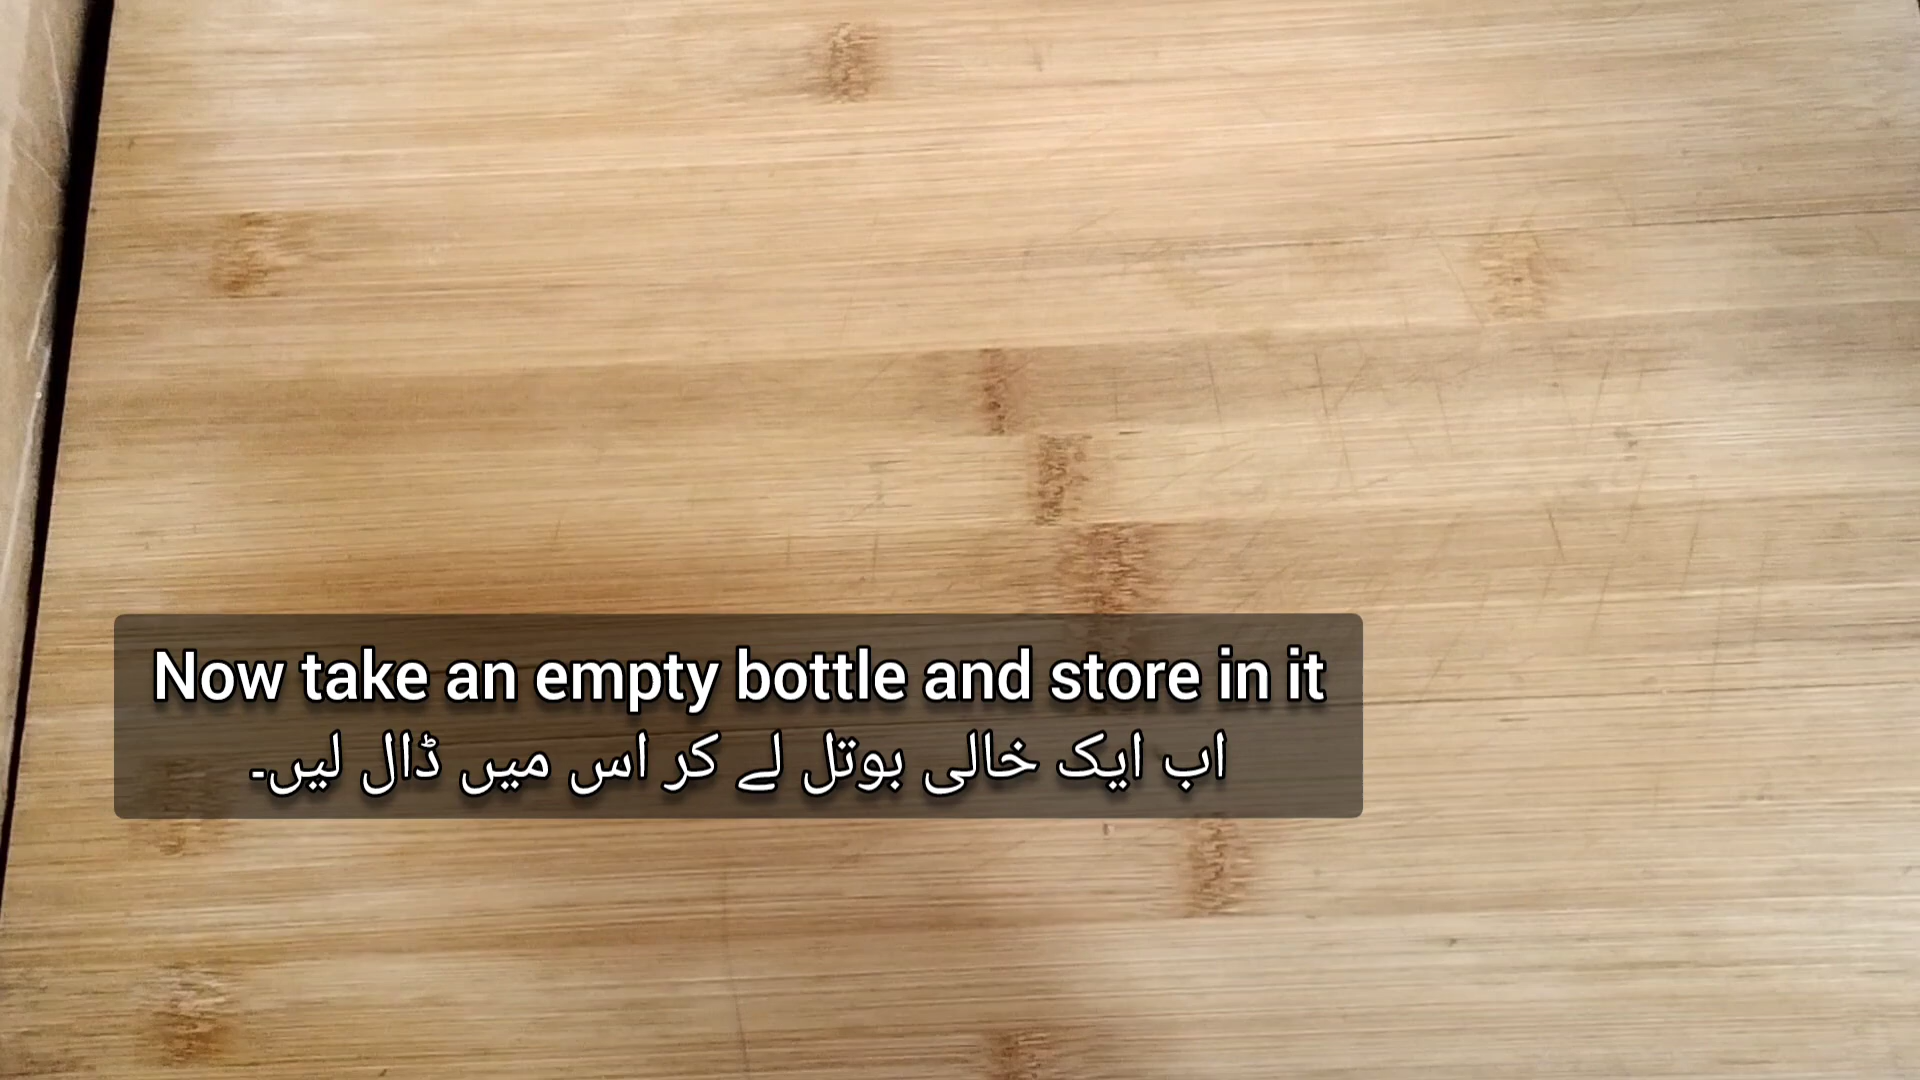 Now take an empty bottle and store in it
اب ایک خالی بوتل لے کر اس میں ڈال لیں۔